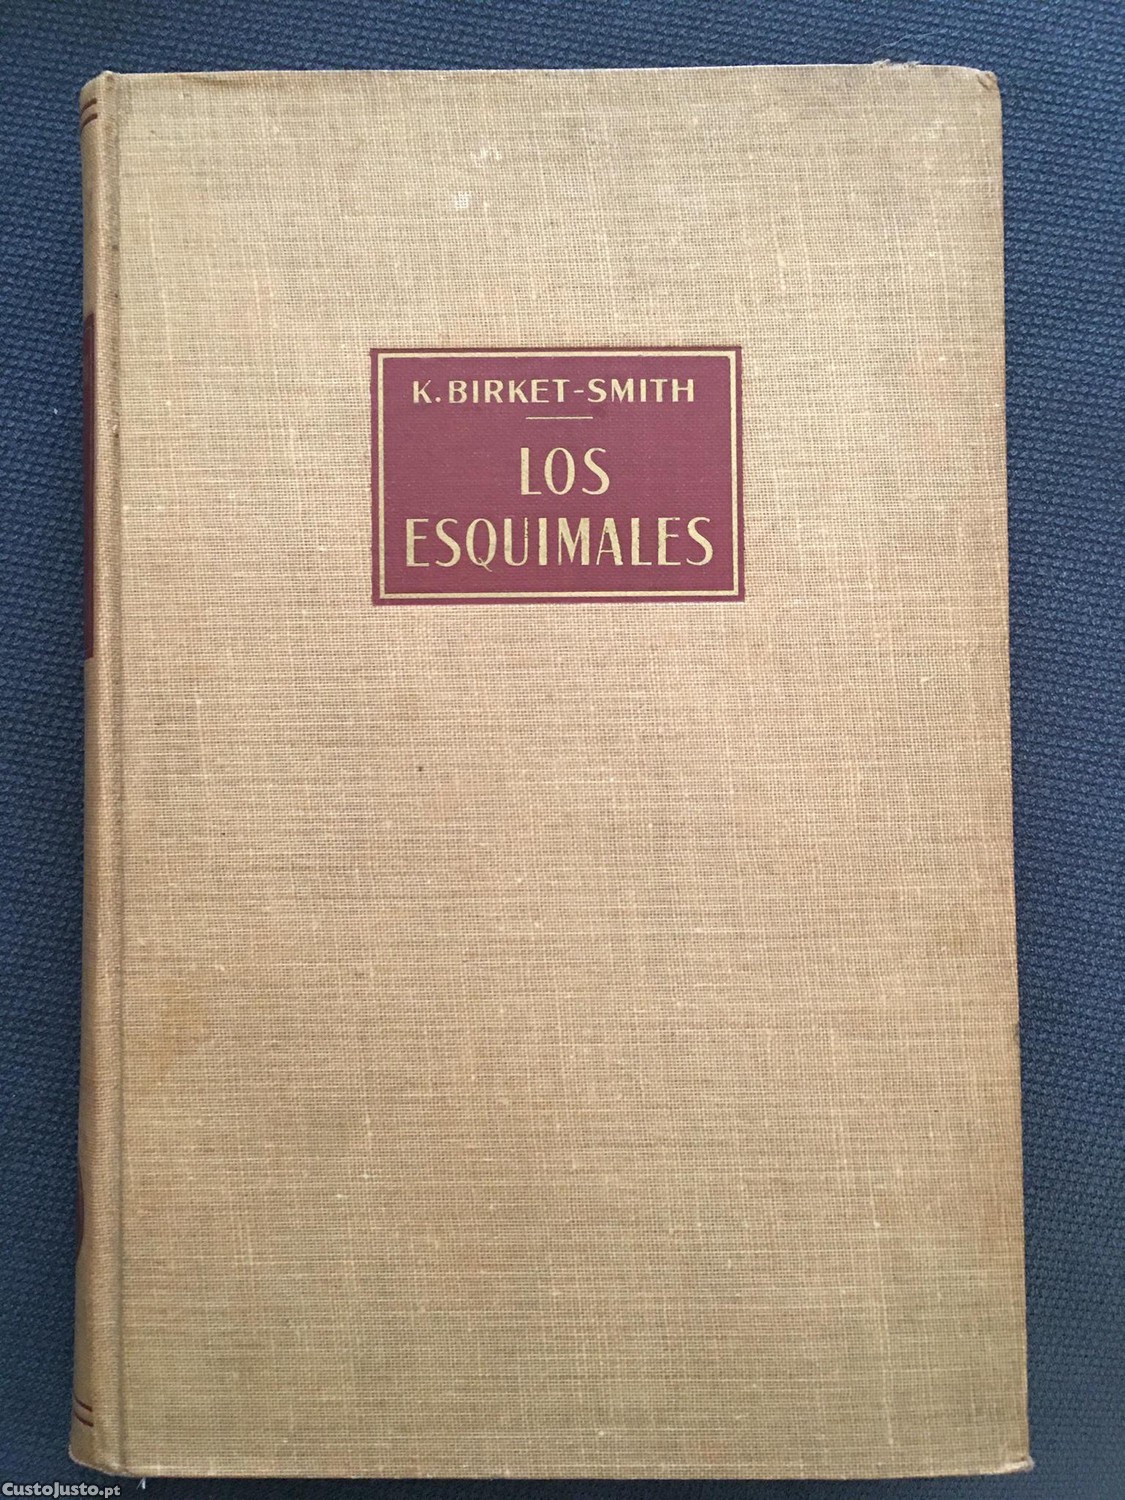 K. BIRKET-SMITH
LOS
ESQUIMALES
CustoJusto.pt